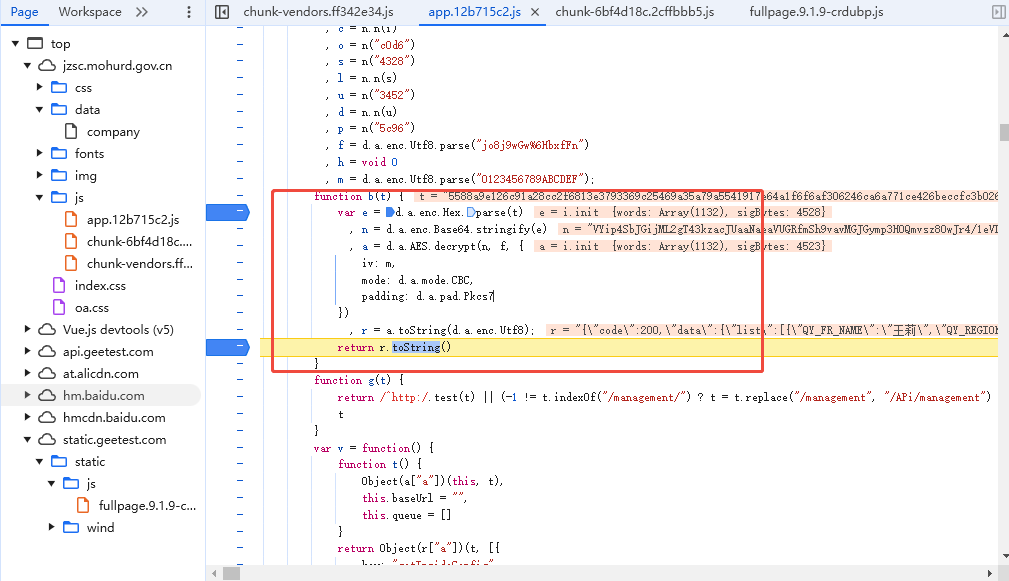 Page Workspace
chunk-vendors.ff342e34.js app.12b715c2.js chunk-6bf4d18c.2cffbbb5.js fullpage.9.1.9-crdubp.js
top
jzsc.mohurd.gov.cn
css
data
company
fonts
img
js
app.12b715c2.js
chunk-6bf4d18c....
chunk-vendors.ff...
index.css
oa.css
Vue.js devtools (v5)
api.geetest.com
at.alicdn.com
hm.baidu.com
hmcdn.baidu.com
static.geetest.com
static
js
fullpage.9.1.9-c...
wind
, c = n.n(i)
, o = n("c0d6")
, s = n("4328")
, l = n.n(s)
, u = n("3452")
, d = n.n(u)
, p = n("5c96")
, f = d.a.enc.Utf8.parse("jo8j9wGw%6HbxfFn")
, h = void 0
, m = d.a.enc.Utf8.parse("0123456789ABCDEF");
function b(t) { t = "5588a9e126c91a28cc2f6813e3793369c25469a35a79a5541917e64a1f6f6af306246ca6a771ce426beccfc3b026
var e = d.a.enc.Hex.parse(t) e = i.init {words: Array(1132), sigBytes: 4528}
, n = d.a.enc.Base64.stringify(e)
, a = d.a.AES.decrypt(n, f, { a = i.init {words: Array(1132), sigBytes: 4523}
iv: m,
mode: d.a.mode.CBC,
padding: d.a.pad.Pkcs7
})
, r = a.toString(d.a.enc.Utf8); r = "{\"code\":200,\"data\":{\"list\":[{\"QY_FR_NAME\":\"王莉\",\"QY_REGION
return r.toString()
}
function g(t) {
return /^http:/.test(t) || (-1 != t.indexOf("/management/") ? t = t.replace("/management", "/APi/management")
t
}
var v = function() {
function t() {
Object(a["a"])(this, t),
this.baseUrl = "",
this.queue = []
}
return Object(r["a"])(t, [{